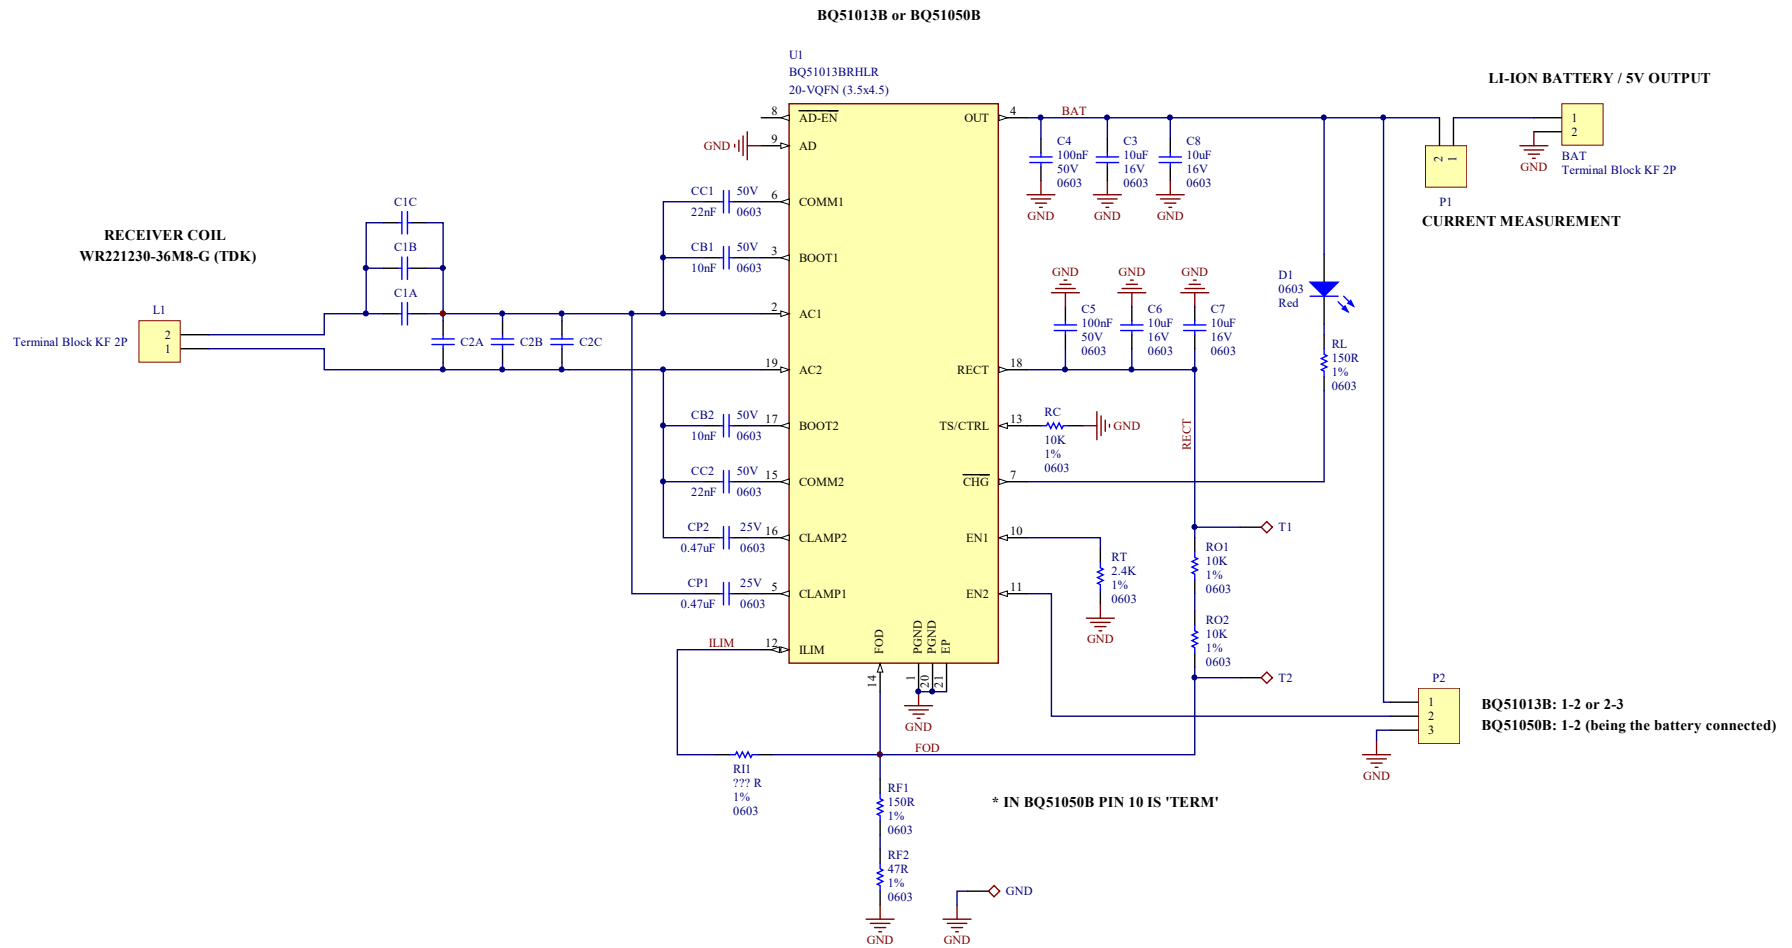 BQ51013B or BQ51050B
U1
BQ51013BRHLR
20-VQFN (3.5x4.5)
8 AD-EN
9 AD
GND
CC1 50V
22nF 0603
6 COMM1
CB1 50V
10nF 0603
3 BOOT1
2 AC1
19 AC2
CB2 50V
10nF 0603
17 BOOT2
CC2 50V
22nF 0603
15 COMM2
CP2 25V
0.47uF 0603
16 CLAMP2
CP1 25V
0.47uF 0603
5 CLAMP1
ILIM 12 ILIM
FOD
14
PGND
1
PGND
20
EP
21
GND
OUT 4
RECT 18
TS/CTRL 13
CHG 7
EN1 10
EN2 11
RECEIVER COIL
WR221230-36M8-G (TDK)
L1
2
1
Terminal Block KF 2P
C1C
C1B
C1A
C2A
C2B
C2C
BAT
C4
100nF
50V
0603
GND
C3
10uF
16V
0603
GND
C8
10uF
16V
0603
GND
LI-ION BATTERY / 5V OUTPUT
1
2
GND
BAT
Terminal Block KF 2P
2
1
P1
CURRENT MEASUREMENT
GND
C5
100nF
50V
0603
GND
C6
10uF
16V
0603
GND
C7
10uF
16V
0603
D1
0603
Red
RL
150R
1%
0603
RC
10K
1%
0603
GND
RECT
T1
RO1
10K
1%
0603
RO2
10K
1%
0603
T2
RT
2.4K
1%
0603
GND
P2
1
2
3
GND
BQ51013B: 1-2 or 2-3
BQ51050B: 1-2 (being the battery connected)
FOD
RI1
??? R
1%
0603
RF1
150R
1%
0603
RF2
47R
1%
0603
GND
* IN BQ51050B PIN 10 IS 'TERM'
GND
GND